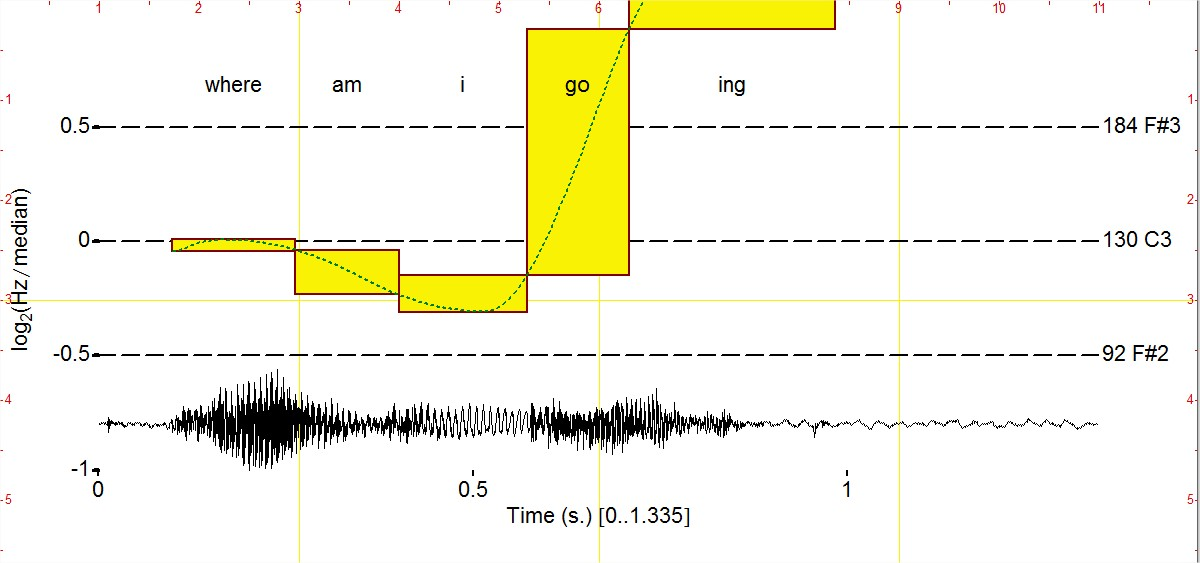 1 2 3 4 5 6 9 10 11
where am i go ing
1 1
0.5 184 F#3
2 2
log2(Hz/median)
0 130 C3
3 3
-0.5 92 F#2
4 4
-1
0 0.5 1
5 5
Time (s.) [0..1.335]